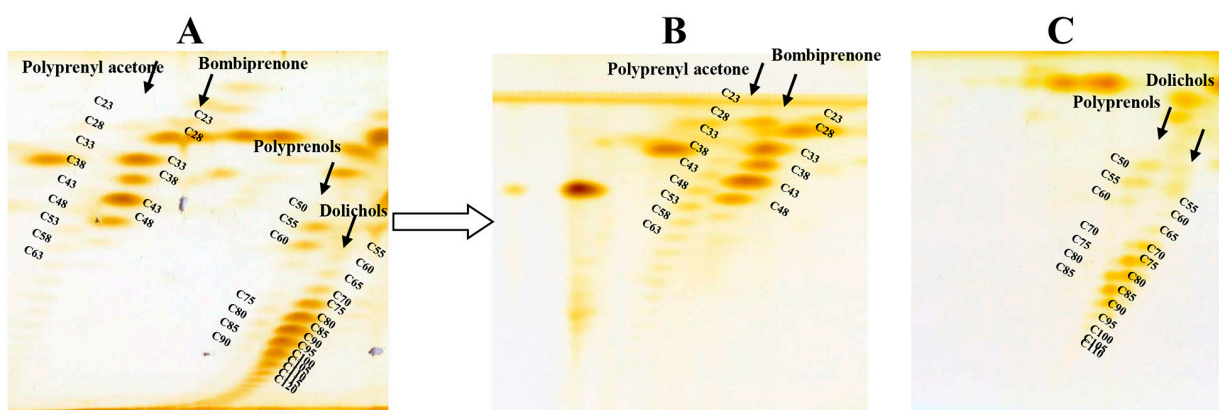 A
B
C
Polyprenyl acetone
Bombiprenone
C23
C28
C33
C38
C43
C48
C53
C58
C63
C23
C28
C33
C38
C43
C48
Polyprenols
C50
C55
C60
C75
C80
C85
C90
Dolichols
C55
C60
C65
C70
C75
C80
C85
C90
C95
C100
C120
Polyprenyl acetone
Bombiprenone
C23
C28
C33
C38
C43
C48
C53
C58
C63
C23
C28
C33
C38
C43
C48
Dolichols
Polyprenols
C50
C55
C60
C70
C75
C80
C85
C55
C60
C65
C70
C75
C80
C85
C90
C95
C100
C105
C110